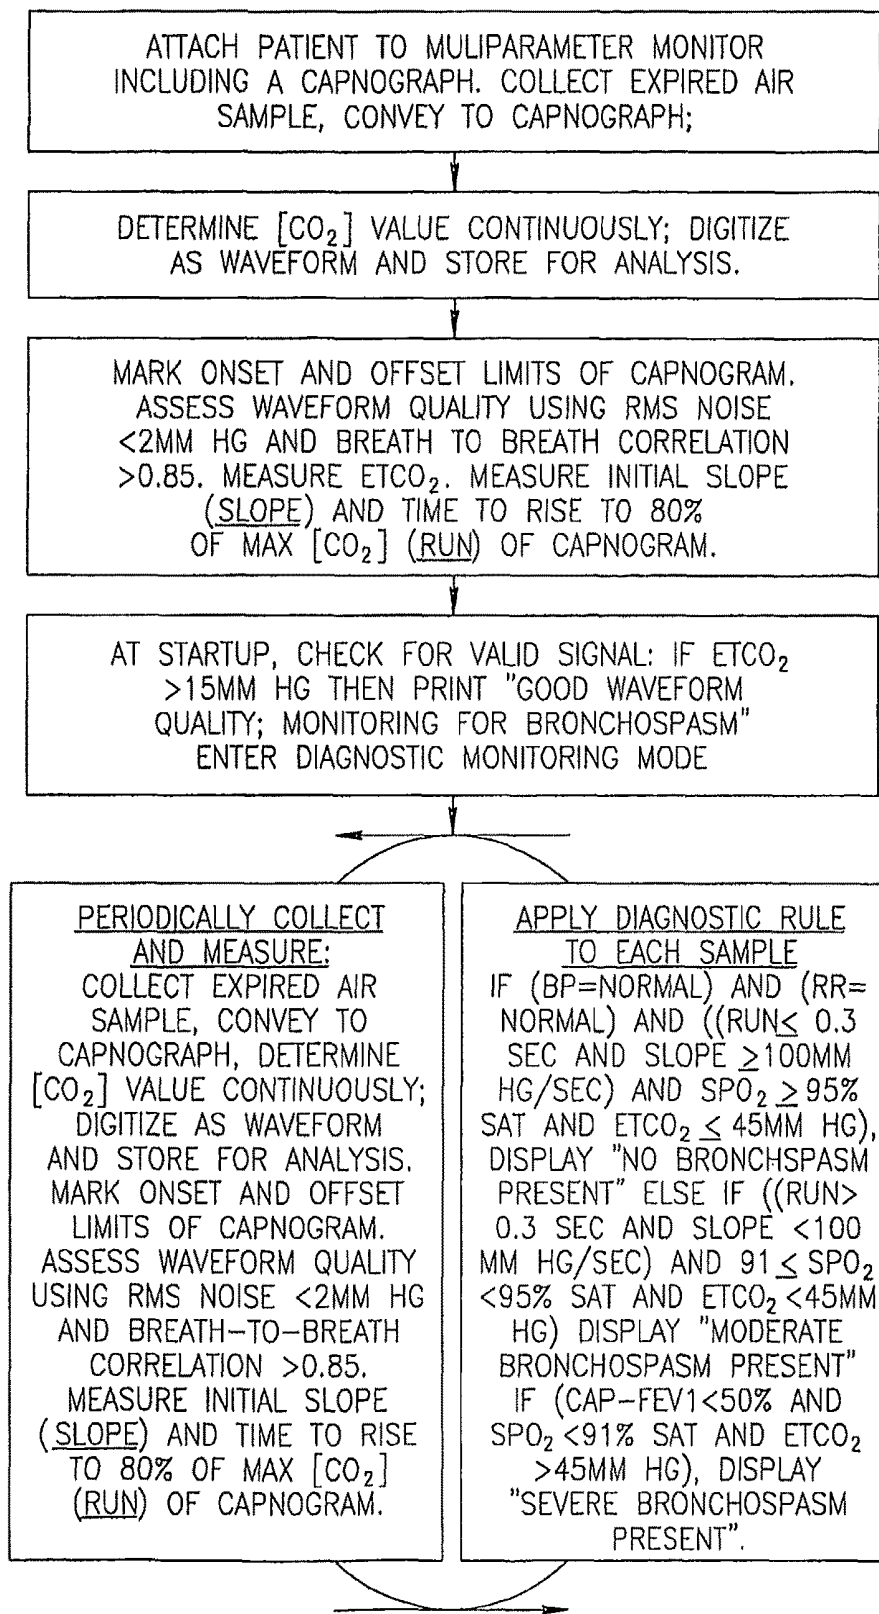 ATTACH PATIENT TO MULIPARAMETER MONITOR
INCLUDING A CAPNOGRAPH. COLLECT EXPIRED AIR
SAMPLE, CONVEY TO CAPNOGRAPH;
DETERMINE [CO₂] VALUE CONTINUOUSLY; DIGITIZE
AS WAVEFORM AND STORE FOR ANALYSIS.
MARK ONSET AND OFFSET LIMITS OF CAPNOGRAM.
ASSESS WAVEFORM QUALITY USING RMS NOISE
<2MM HG AND BREATH TO BREATH CORRELATION
>0.85. MEASURE ETCO₂. MEASURE INITIAL SLOPE
(SLOPE) AND TIME TO RISE TO 80%
OF MAX [CO₂] (RUN) OF CAPNOGRAM.
AT STARTUP, CHECK FOR VALID SIGNAL: IF ETCO₂
>15MM HG THEN PRINT "GOOD WAVEFORM
QUALITY; MONITORING FOR BRONCHOSPASM"
ENTER DIAGNOSTIC MONITORING MODE
PERIODICALLY COLLECT
AND MEASURE:
COLLECT EXPIRED AIR
SAMPLE, CONVEY TO
CAPNOGRAPH, DETERMINE
[CO₂] VALUE CONTINUOUSLY;
DIGITIZE AS WAVEFORM
AND STORE FOR ANALYSIS.
MARK ONSET AND OFFSET
LIMITS OF CAPNOGRAM.
ASSESS WAVEFORM QUALITY
USING RMS NOISE <2MM HG
AND BREATH-TO-BREATH
CORRELATION >0.85.
MEASURE INITIAL SLOPE
(SLOPE) AND TIME TO RISE
TO 80% OF MAX [CO₂]
(RUN) OF CAPNOGRAM.
APPLY DIAGNOSTIC RULE
TO EACH SAMPLE
IF (BP=NORMAL) AND (RR=
NORMAL) AND ((RUN≤ 0.3
SEC AND SLOPE ≥100MM
HG/SEC) AND SPO₂ ≥95%
SAT AND ETCO₂ ≤ 45MM HG),
DISPLAY "NO BRONCHSPASM
PRESENT" ELSE IF ((RUN>
0.3 SEC AND SLOPE <100
MM HG/SEC) AND 91 ≤ SPO₂
<95% SAT AND ETCO₂ <45MM
HG) DISPLAY "MODERATE
BRONCHOSPASM PRESENT"
IF (CAP-FEV1<50% AND
SPO₂ <91% SAT AND ETCO₂
>45MM HG), DISPLAY
"SEVERE BRONCHOSPASM
PRESENT".